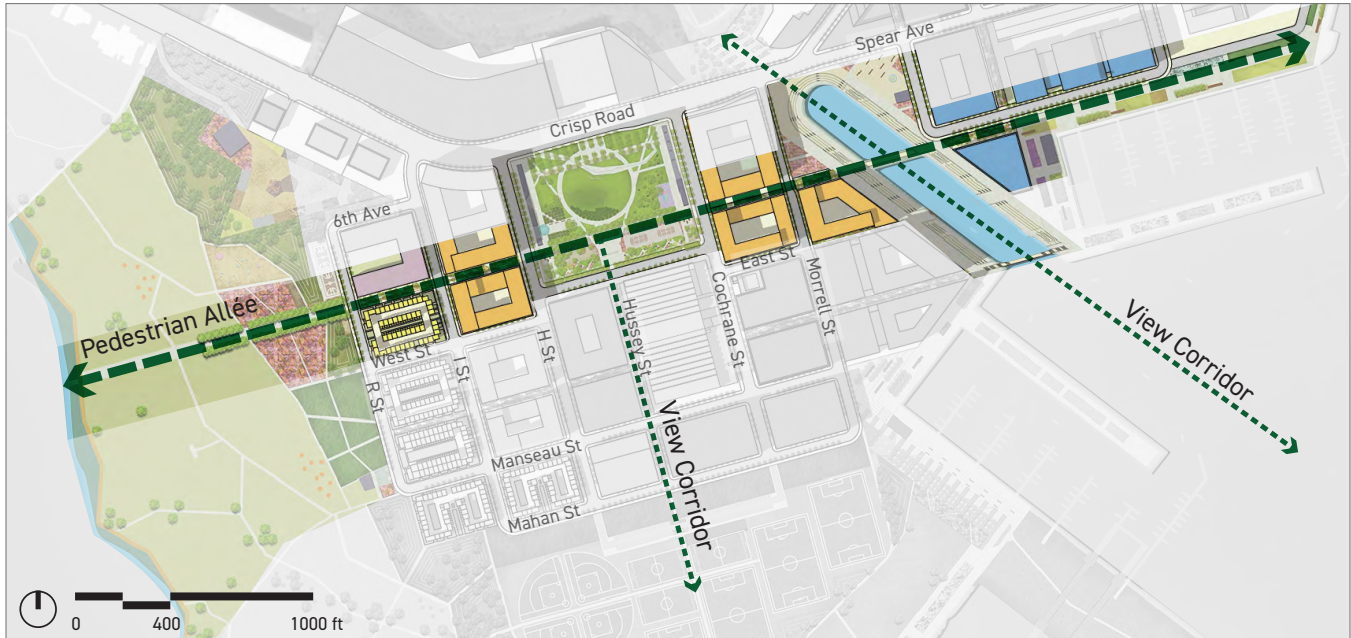 Spear Ave
Crisp Road
6th Ave
East St
Pedestrian Allée
West St
R St
I St
H St
Hussey St
Cochrane St
Morrell St
View Corridor
View Corridor
Manseau St
Mahan St
0 400 1000 ft